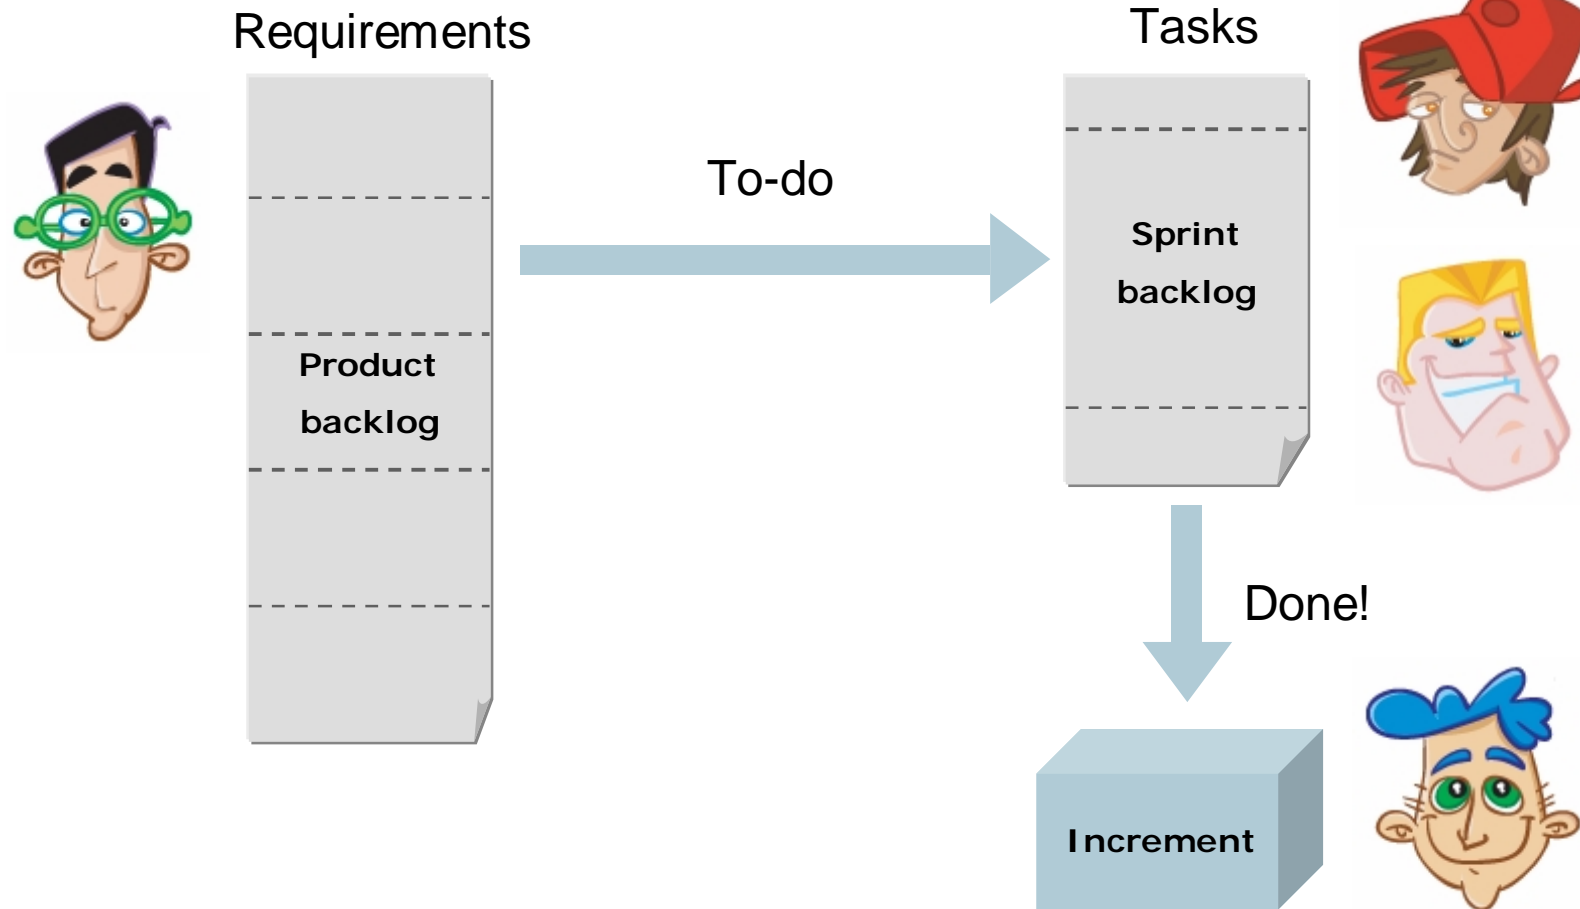 Requirements
Tasks
To-do
Sprint
backlog
Product
backlog
Done!
Increment